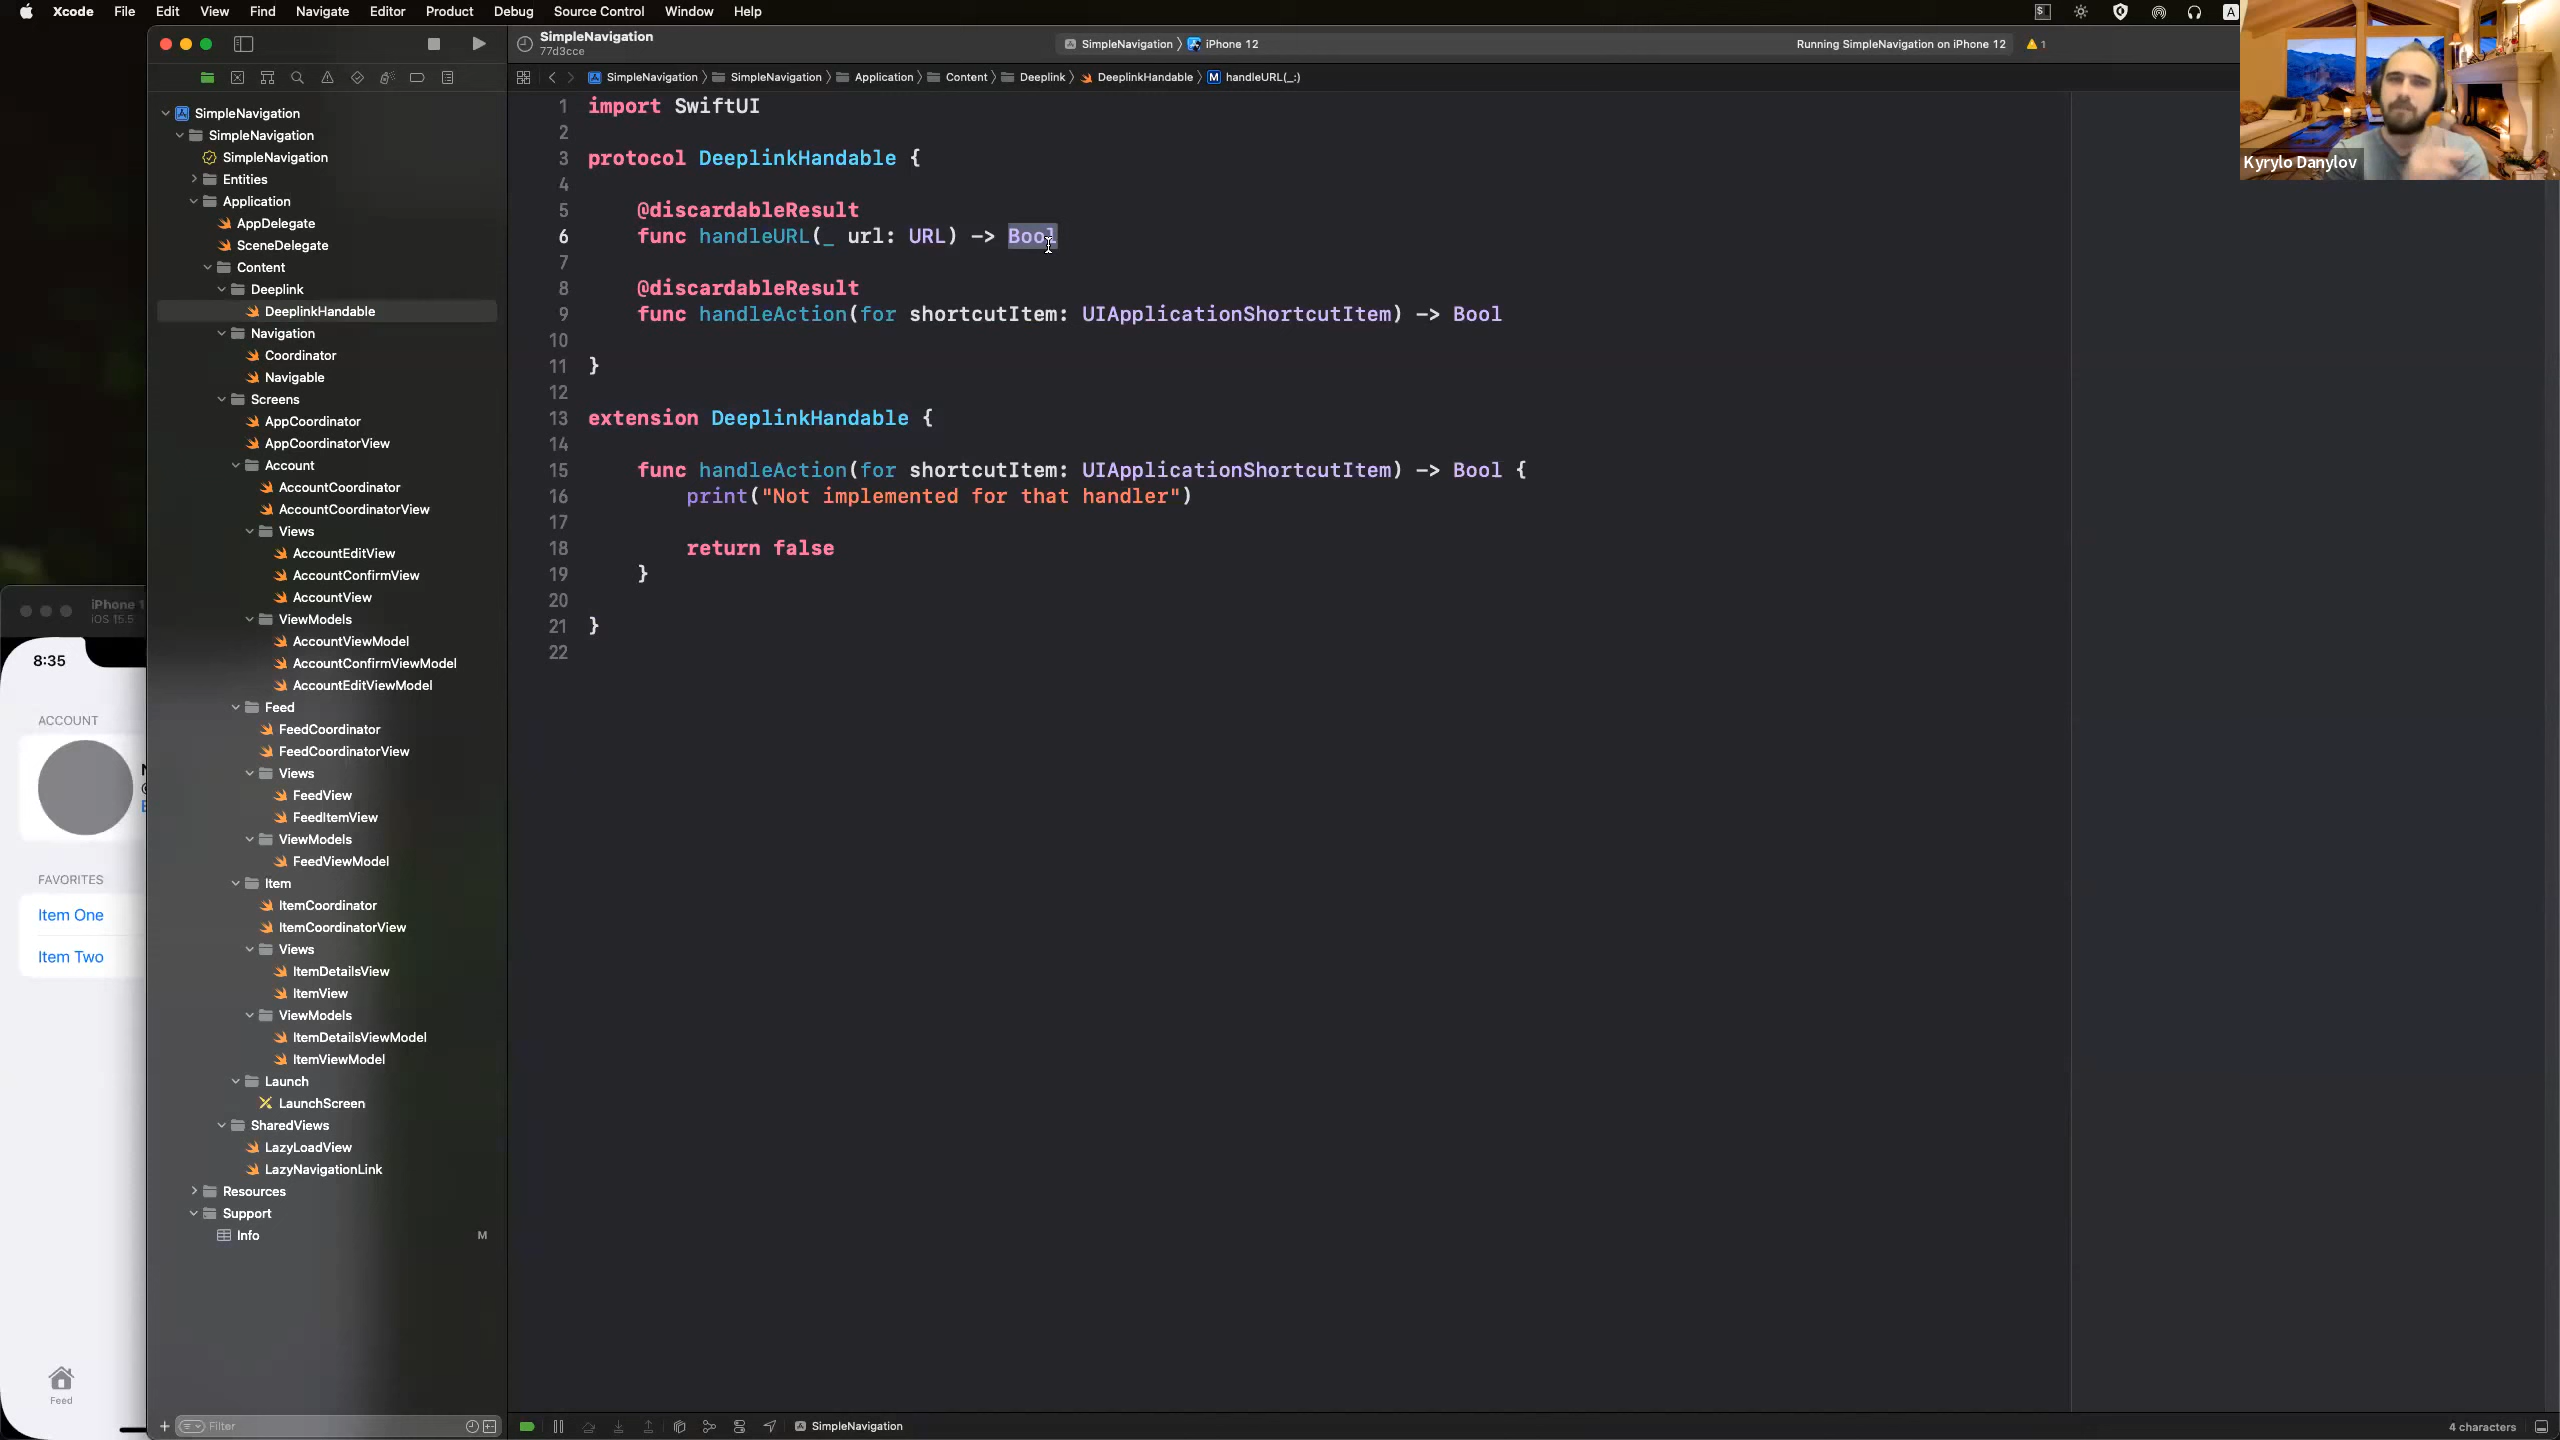 Xcode File Edit View Find Navigate Editor Product Debug Source Control Window Help
A
SimpleNavigation
77d3cce
SimpleNavigation iPhone 12
Running SimpleNavigation on iPhone 12 1
SimpleNavigation SimpleNavigation Application Content Deeplink DeeplinkHandable M handleURL(_:)
Kyrylo Danylov
SimpleNavigation
SimpleNavigation
SimpleNavigation
Entities
Application
AppDelegate
SceneDelegate
Content
Deeplink
DeeplinkHandable
Navigation
Coordinator
Navigable
Screens
AppCoordinator
AppCoordinatorView
Account
AccountCoordinator
AccountCoordinatorView
Views
AccountEditView
AccountConfirmView
AccountView
ViewModels
AccountViewModel
AccountConfirmViewModel
AccountEditViewModel
Feed
FeedCoordinator
FeedCoordinatorView
Views
FeedView
FeedItemView
ViewModels
FeedViewModel
Item
ItemCoordinator
ItemCoordinatorView
Views
ItemDetailsView
ItemView
ViewModels
ItemDetailsViewModel
ItemViewModel
Launch
LaunchScreen
SharedViews
LazyLoadView
LazyNavigationLink
Resources
Support
Info M
Filter
1 import SwiftUI
2
3 protocol DeeplinkHandable {
4
5 @discardableResult
6 func handleURL(_ url: URL) -> Bool
7
8 @discardableResult
9 func handleAction(for shortcutItem: UIApplicationShortcutItem) -> Bool
10
11 }
12
13 extension DeeplinkHandable {
14
15 func handleAction(for shortcutItem: UIApplicationShortcutItem) -> Bool {
16 print("Not implemented for that handler")
17
18 return false
19 }
20
21 }
22
iPhone 1
iOS 15.5
8:35
ACCOUNT
FAVORITES
Item One
Item Two
Feed
SimpleNavigation
4 characters